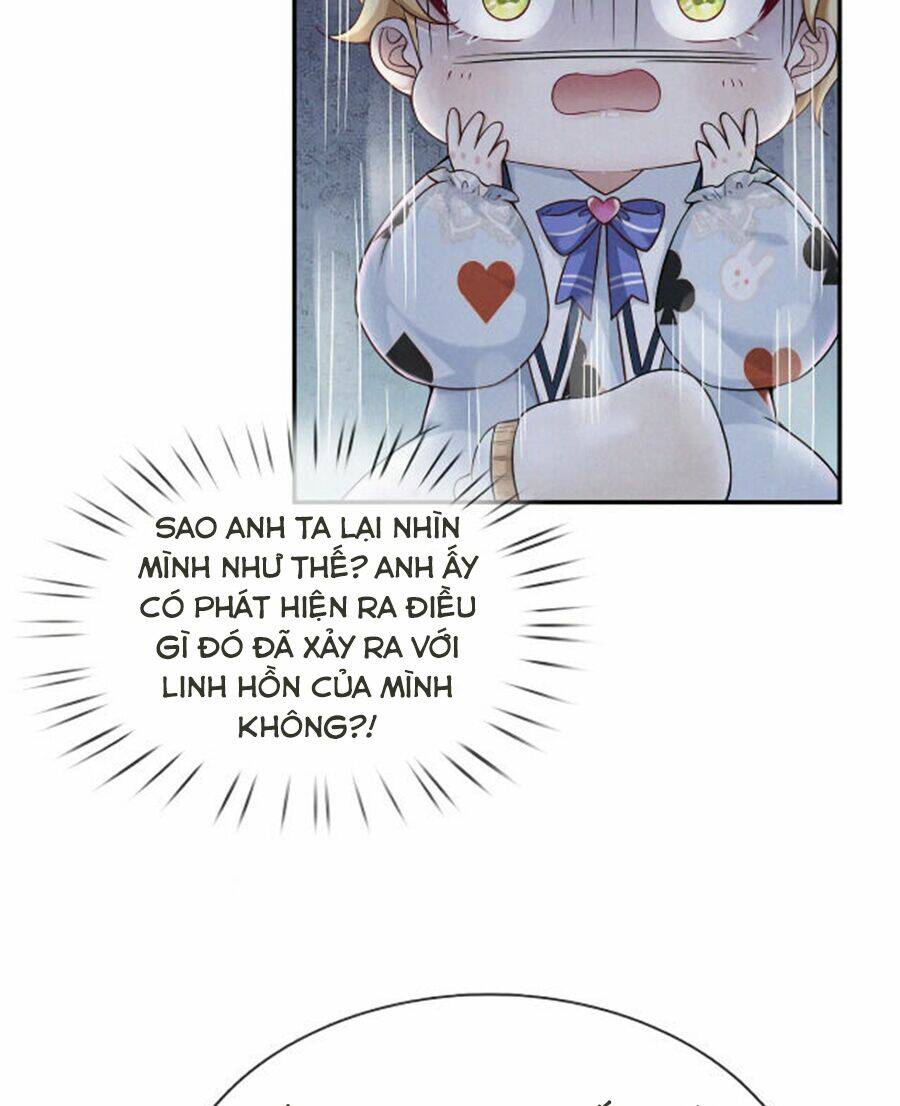 SAO ANH TA LẠI NHÌN
MÌNH NHƯ THẾ? ANH ẤY
CÓ PHÁT HIỆN RA ĐIỀU
GÌ ĐÓ ĐÃ XẢY RA VỚI
LINH HỒN CỦA MÌNH
KHÔNG?!